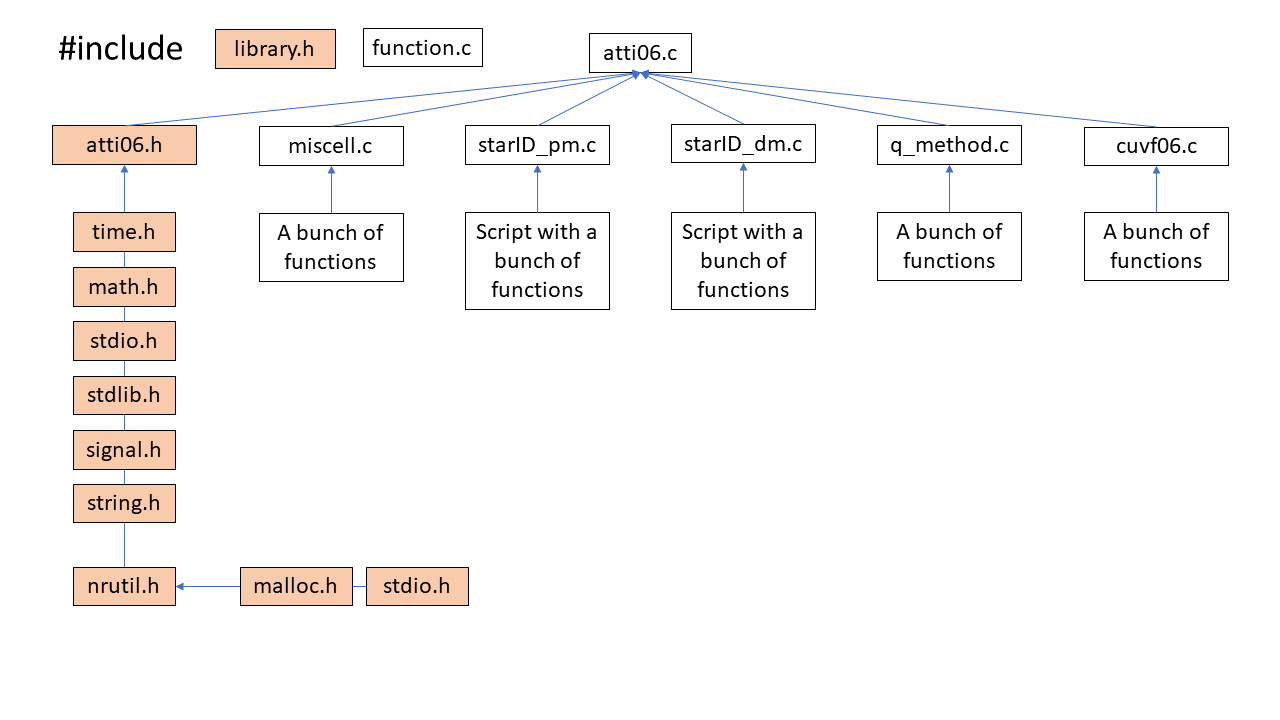 #include
library.h
function.c
atti06.c
atti06.h
miscell.c
starID_pm.c
starID_dm.c
q_method.c
cuvf06.c
time.h
A bunch of
functions
Script with a
bunch of
functions
Script with a
bunch of
functions
A bunch of
functions
A bunch of
functions
math.h
stdio.h
stdlib.h
signal.h
string.h
nrutil.h
malloc.h
stdio.h